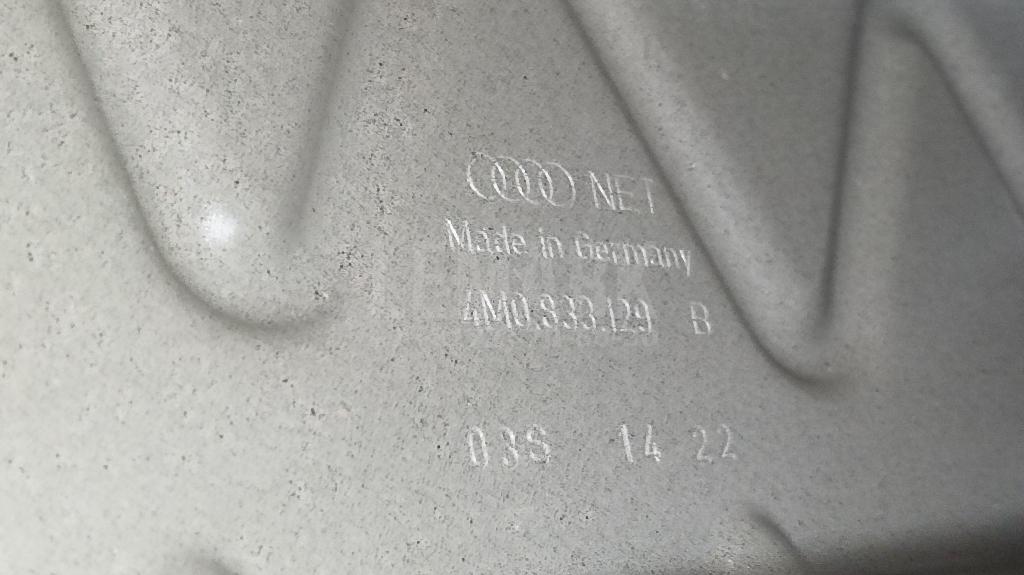 NET
Made in Germany
4M0.833.129 B
03S 14 22